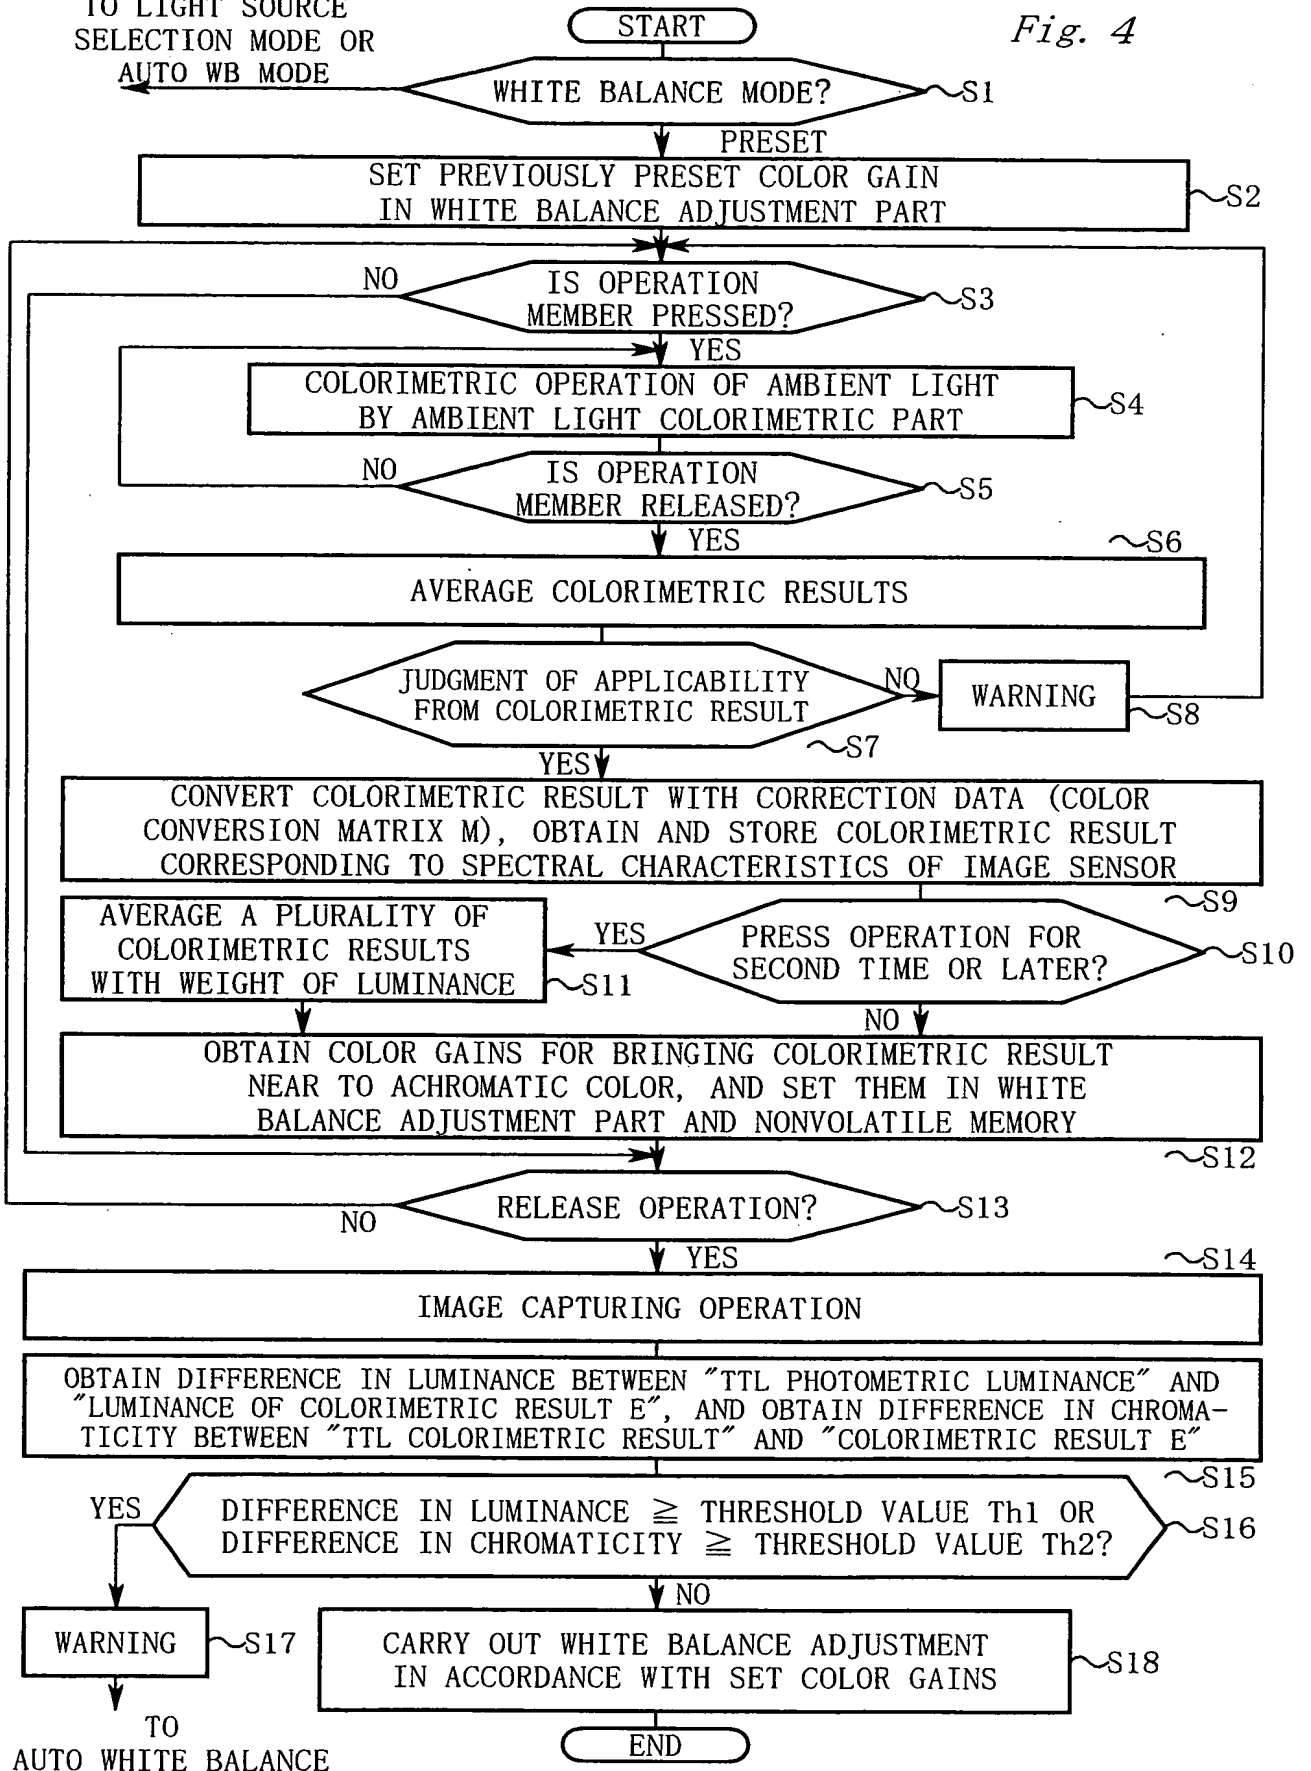 TO LIGHT SOURCE
SELECTION MODE OR
AUTO WB MODE
START
Fig. 4
WHITE BALANCE MODE?
S1
PRESET
SET PREVIOUSLY PRESET COLOR GAIN
IN WHITE BALANCE ADJUSTMENT PART
S2
NO
IS OPERATION
MEMBER PRESSED?
S3
YES
COLORIMETRIC OPERATION OF AMBIENT LIGHT
BY AMBIENT LIGHT COLORIMETRIC PART
S4
NO
IS OPERATION
MEMBER RELEASED?
S5
YES
S6
AVERAGE COLORIMETRIC RESULTS
JUDGMENT OF APPLICABILITY
FROM COLORIMETRIC RESULT
NO
WARNING
S8
S7
YES
CONVERT COLORIMETRIC RESULT WITH CORRECTION DATA (COLOR
CONVERSION MATRIX M), OBTAIN AND STORE COLORIMETRIC RESULT
CORRESPONDING TO SPECTRAL CHARACTERISTICS OF IMAGE SENSOR
S9
AVERAGE A PLURALITY OF
COLORIMETRIC RESULTS
WITH WEIGHT OF LUMINANCE
S11
YES
PRESS OPERATION FOR
SECOND TIME OR LATER?
S10
NO
OBTAIN COLOR GAINS FOR BRINGING COLORIMETRIC RESULT
NEAR TO ACHROMATIC COLOR, AND SET THEM IN WHITE
BALANCE ADJUSTMENT PART AND NONVOLATILE MEMORY
S12
RELEASE OPERATION?
S13
NO
YES
S14
IMAGE CAPTURING OPERATION
OBTAIN DIFFERENCE IN LUMINANCE BETWEEN "TTL PHOTOMETRIC LUMINANCE" AND
"LUMINANCE OF COLORIMETRIC RESULT E", AND OBTAIN DIFFERENCE IN CHROMA-
TICITY BETWEEN "TTL COLORIMETRIC RESULT" AND "COLORIMETRIC RESULT E"
S15
YES
DIFFERENCE IN LUMINANCE ≧ THRESHOLD VALUE Th1 OR
DIFFERENCE IN CHROMATICITY ≧ THRESHOLD VALUE Th2?
S16
NO
WARNING
S17
CARRY OUT WHITE BALANCE ADJUSTMENT
IN ACCORDANCE WITH SET COLOR GAINS
S18
TO
AUTO WHITE BALANCE
END